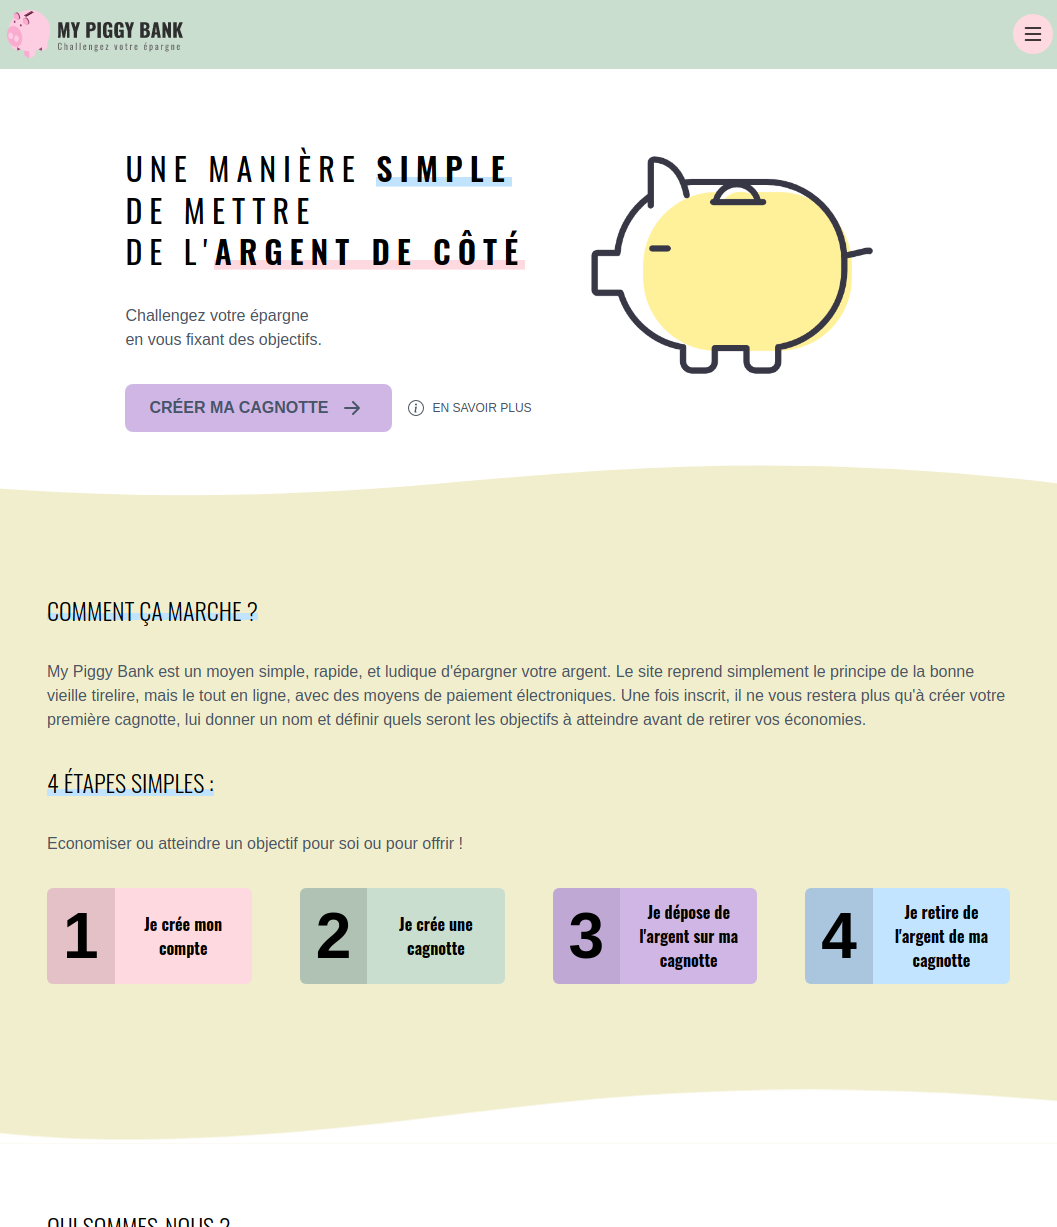 MY PIGGY BANK
Challengez votre épargne
UNE MANIÈRE SIMPLE
DE METTRE
DE L'ARGENT DE CÔTÉ
Challengez votre épargne
en vous fixant des objectifs.
CRÉER MA CAGNOTTE
EN SAVOIR PLUS
COMMENT ÇA MARCHE ?
My Piggy Bank est un moyen simple, rapide, et ludique d'épargner votre argent. Le site reprend simplement le principe de la bonne
vieille tirelire, mais le tout en ligne, avec des moyens de paiement électroniques. Une fois inscrit, il ne vous restera plus qu'à créer votre
première cagnotte, lui donner un nom et définir quels seront les objectifs à atteindre avant de retirer vos économies.
4 ÉTAPES SIMPLES :
Economiser ou atteindre un objectif pour soi ou pour offrir !
1
Je crée mon
compte
2
Je crée une
cagnotte
3
Je dépose de
l'argent sur ma
cagnotte
4
Je retire de
l'argent de ma
cagnotte
QUI SOMMES-NOUS ?